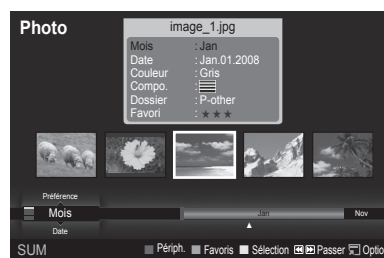 Photo
image_1.jpg
Mois : Jan
Date : Jan.01.2008
Couleur : Gris
Compo. :
Dossier : P-other
Favori : ★★★
Préférence
Mois
Jan
Nov
Date
SUM
Périph. Favoris Sélection Passer Optio